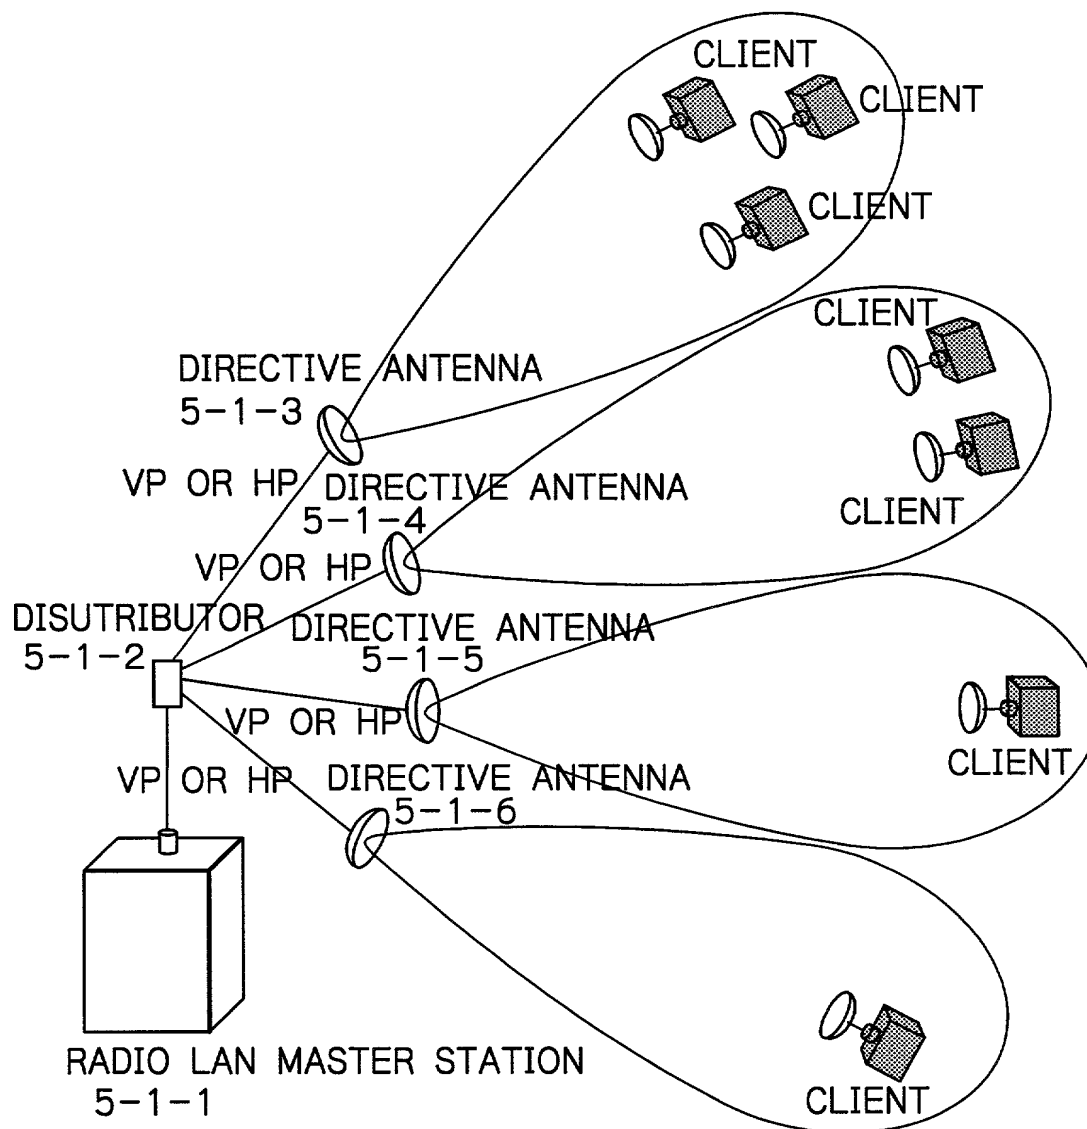 CLIENT
CLIENT
CLIENT
CLIENT
DIRECTIVE ANTENNA
5-1-3
VP OR HP
DIRECTIVE ANTENNA
5-1-4
CLIENT
VP OR HP
DISUTRIBUTOR
5-1-2
DIRECTIVE ANTENNA
5-1-5
VP OR HP
CLIENT
VP OR HP
DIRECTIVE ANTENNA
5-1-6
RADIO LAN MASTER STATION
5-1-1
CLIENT